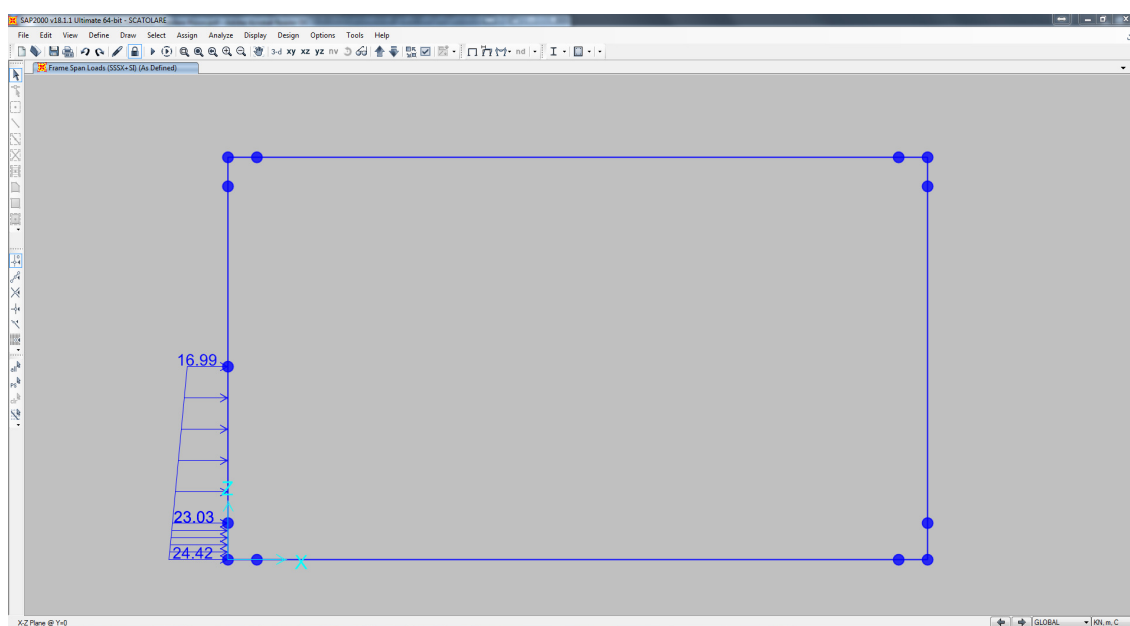 SAP2000 v18.1.1 Ultimate 64-bit - SCATOLARE
File Edit View Define Draw Select Assign Analyze Display Design Options Tools Help
3-d xy xz yz nv nd
Frame Span Loads (SSSX+SI) (As Defined)
all
PS
16.99
Z
23.03
24.42
X
X-Z Plane @ Y=0
GLOBAL
KN, m, C